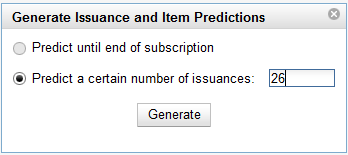 Generate Issuance and Item Predictions
Predict until end of subscription
Predict a certain number of issuances: 26
Generate